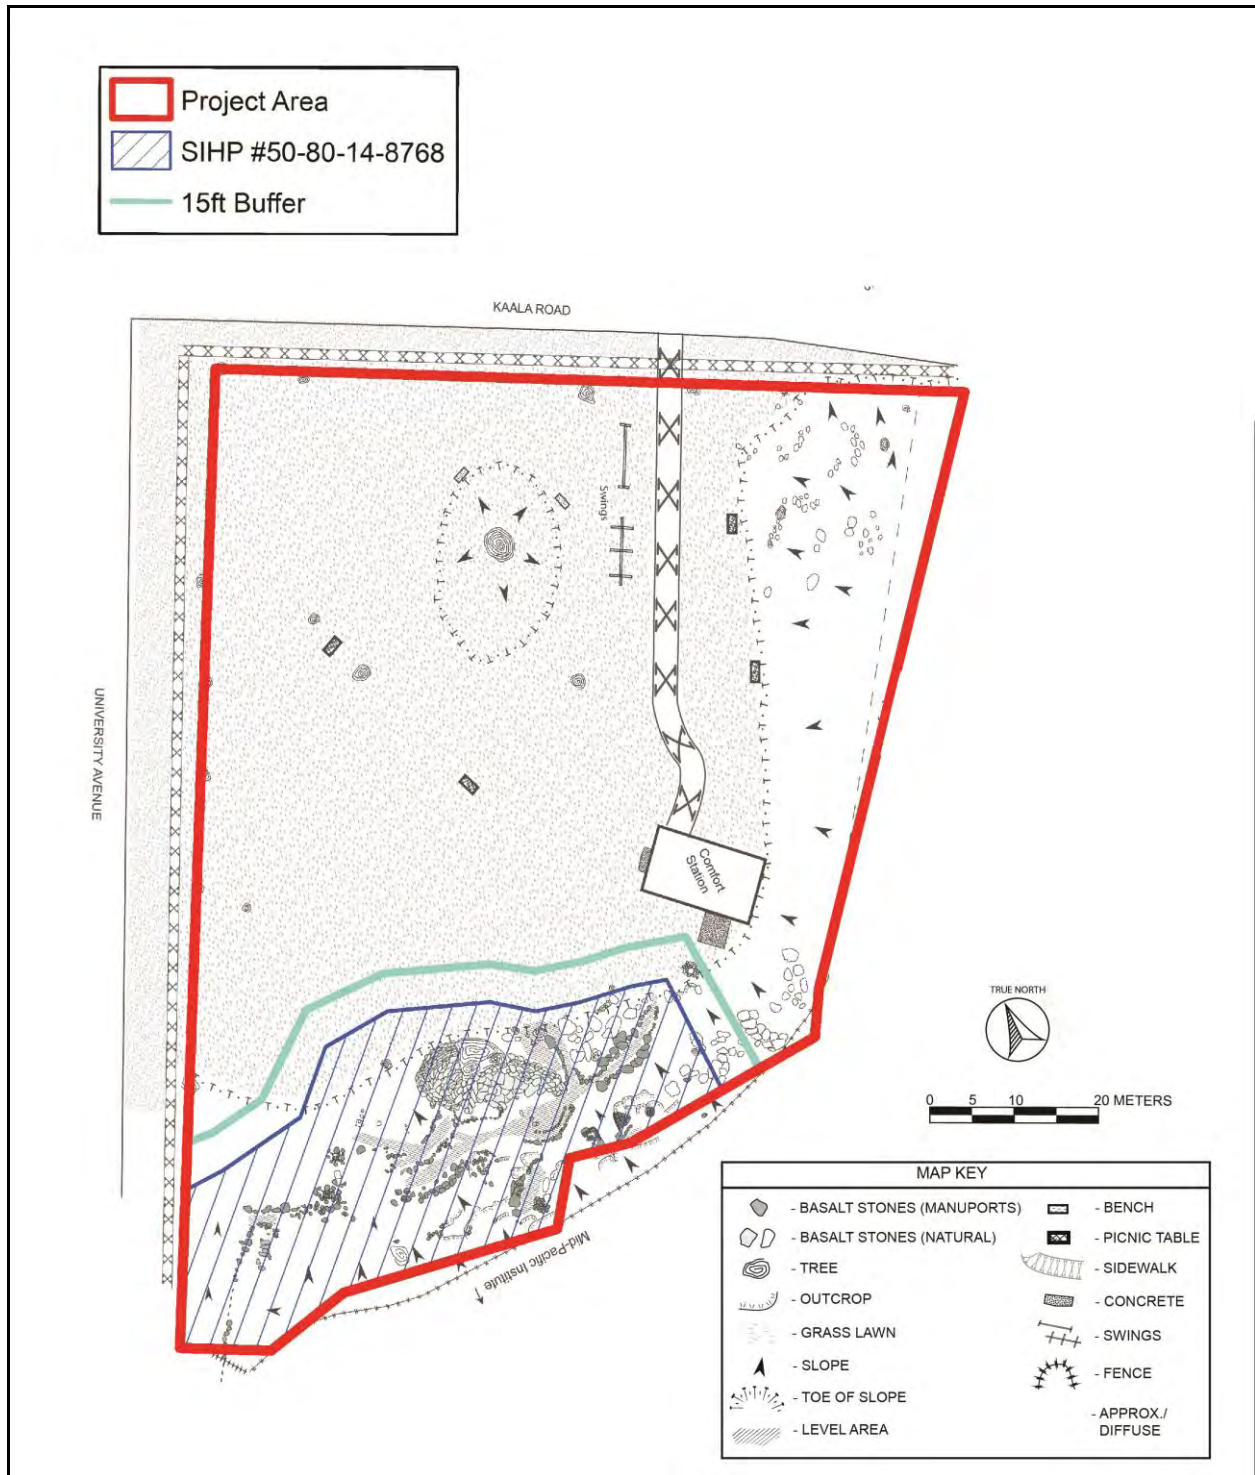 Project Area
SIHP #50-80-14-8768
15ft Buffer
KAALA ROAD
Swings
UNIVERSITY AVENUE
Comfort
Station
TRUE NORTH
0 5 10 20 METERS
Mid-Pacific Institute
MAP KEY
- BASALT STONES (MANUPORTS)
- BASALT STONES (NATURAL)
- TREE
- OUTCROP
- GRASS LAWN
- SLOPE
- TOE OF SLOPE
- LEVEL AREA
- BENCH
- PICNIC TABLE
- SIDEWALK
- CONCRETE
- SWINGS
- FENCE
- APPROX./
DIFFUSE